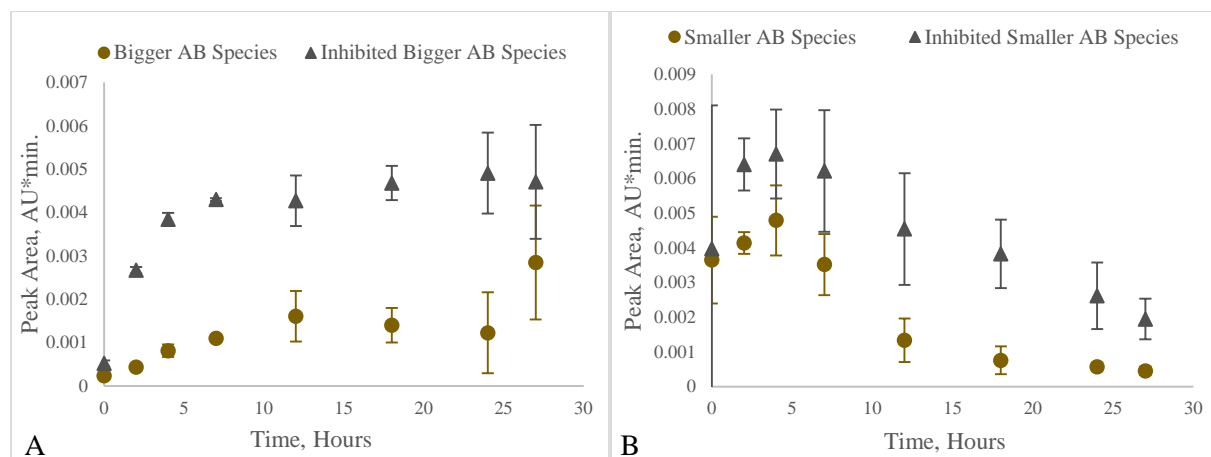 Bigger AB Species Inhibited Bigger AB Species
0.007
0.006
0.005
0.004
0.003
0.002
0.001
0
Peak Area, AU*min.
0 5 10 15 20 25 30
Time, Hours
A
Smaller AB Species Inhibited Smaller AB Species
0.009
0.008
0.007
0.006
0.005
0.004
0.003
0.002
0.001
0
Peak Area, AU*min.
0 5 10 15 20 25 30
Time, Hours
B